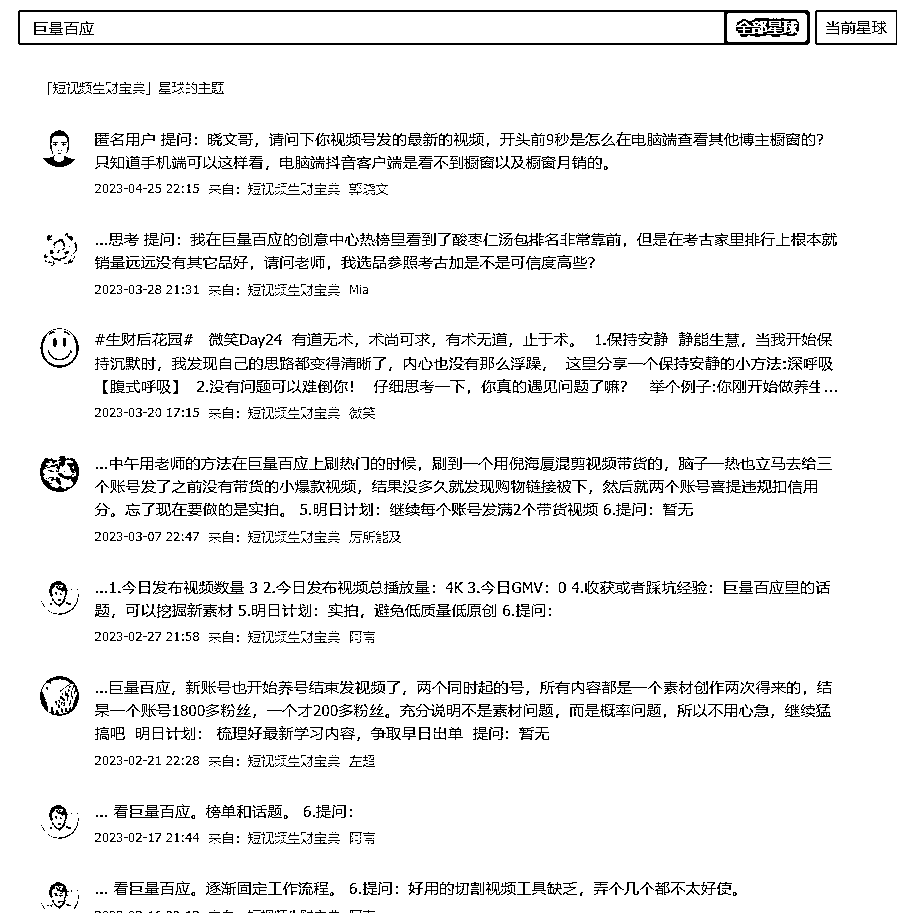 巨量百应 全部星球 当前星球
「短视频生财宝典」星球的主题
匿名用户 提问：晓文哥，请问下你视频号发的最新的视频，开头前9秒是怎么在电脑端查看其他博主橱窗的?
只知道手机端可以这样看，电脑端抖音客户端是看不到橱窗以及橱窗月销的。
2023-04-25 22:15 来自：短视频生财宝典 郭晓文
...思考 提问：我在巨量百应的创意中心热榜里看到了酸枣仁汤包排名非常靠前，但是在考古家里排行上根本就
销量远远没有其它品好，请问老师，我选品参照考古加是不是可信度高些?
2023-03-28 21:31 来自：短视频生财宝典 Mia
#生财后花园# 微笑Day24 有道无术，术尚可求，有术无道，止于术。 1.保持安静 静能生慧，当我开始保
持沉默时，我发现自己的思路都变得清晰了，内心也没有那么浮躁， 这里分享一个保持安静的小方法:深呼吸
【腹式呼吸】 2.没有问题可以难倒你! 仔细思考一下，你真的遇见问题了嘛? 举个例子:你刚开始做养生...
2023-03-20 17:15 来自：短视频生财宝典 微笑
...中午用老师的方法在巨量百应上刷热门的时候，刷到一个用倪海厦混剪视频带货的，脑子一热也立马去给三
个账号发了之前没有带货的小爆款视频，结果没多久就发现购物链接被下，然后就两个账号喜提违规扣信用
分。忘了现在要做的是实拍。 5.明日计划：继续每个账号发满2个带货视频 6.提问：暂无
2023-03-07 22:47 来自：短视频生财宝典 厉所能及
...1.今日发布视频数量 3 2.今日发布视频总播放量：4K 3.今日GMV：0 4.收获或者踩坑经验：巨量百应里的话
题，可以挖掘新素材 5.明日计划：实拍，避免低质量低原创 6.提问：
2023-02-27 21:58 来自：短视频生财宝典
...巨量百应，新账号也开始养号结束发视频了，两个同时起的号，所有内容都是一个素材创作两次得来的，结
果一个账号1800多粉丝，一个才200多粉丝。充分说明不是素材问题，而是概率问题，所以不用心急，继续猛
搞吧 明日计划： 梳理好最新学习内容，争取早日出单 提问：暂无
2023-02-21 22:28 来自：短视频生财宝典 左超
... 看巨量百应。榜单和话题。 6.提问：
2023-02-17 21:44 来自：短视频生财宝典
... 看巨量百应。逐渐固定工作流程。 6.提问：好用的切割视频工具缺乏，弄个几个都不太好使。